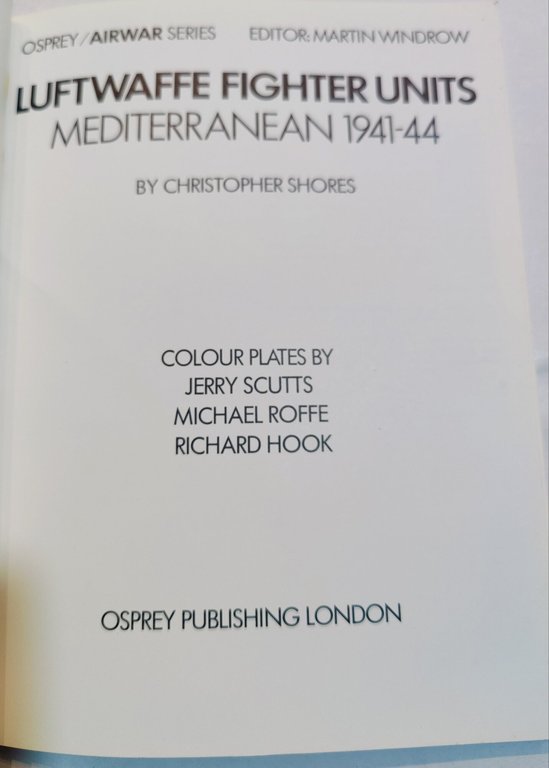 OSPREY/AIRWAR SERIES EDITOR: MARTIN WINDROW
LUFTWAFFE FIGHTER UNITS
MEDITERRANEAN 1941-44
BY CHRISTOPHER SHORES
COLOUR PLATES BY
JERRY SCUTTS
MICHAEL ROFFE
RICHARD HOOK
OSPREY PUBLISHING LONDON